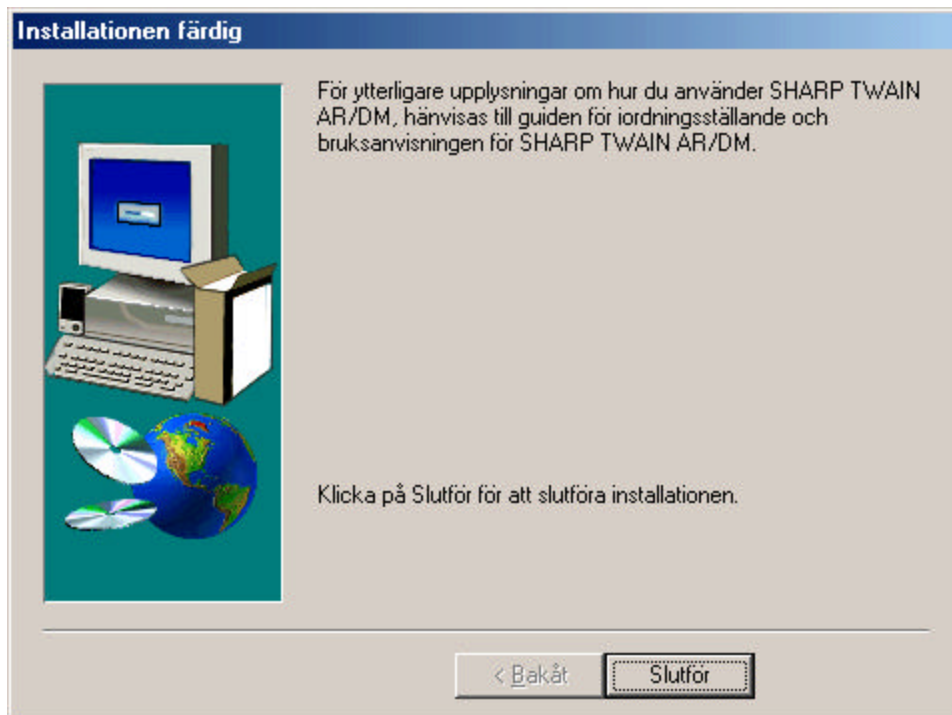 Installationen färdig
För ytterligare upplysningar om hur du använder SHARP TWAIN
AR/DM, hänvisas till guiden för iordningsställande och
bruksanvisningen för SHARP TWAIN AR/DM.
Klicka på Slutför för att slutföra installationen.
< Bakåt
Slutför